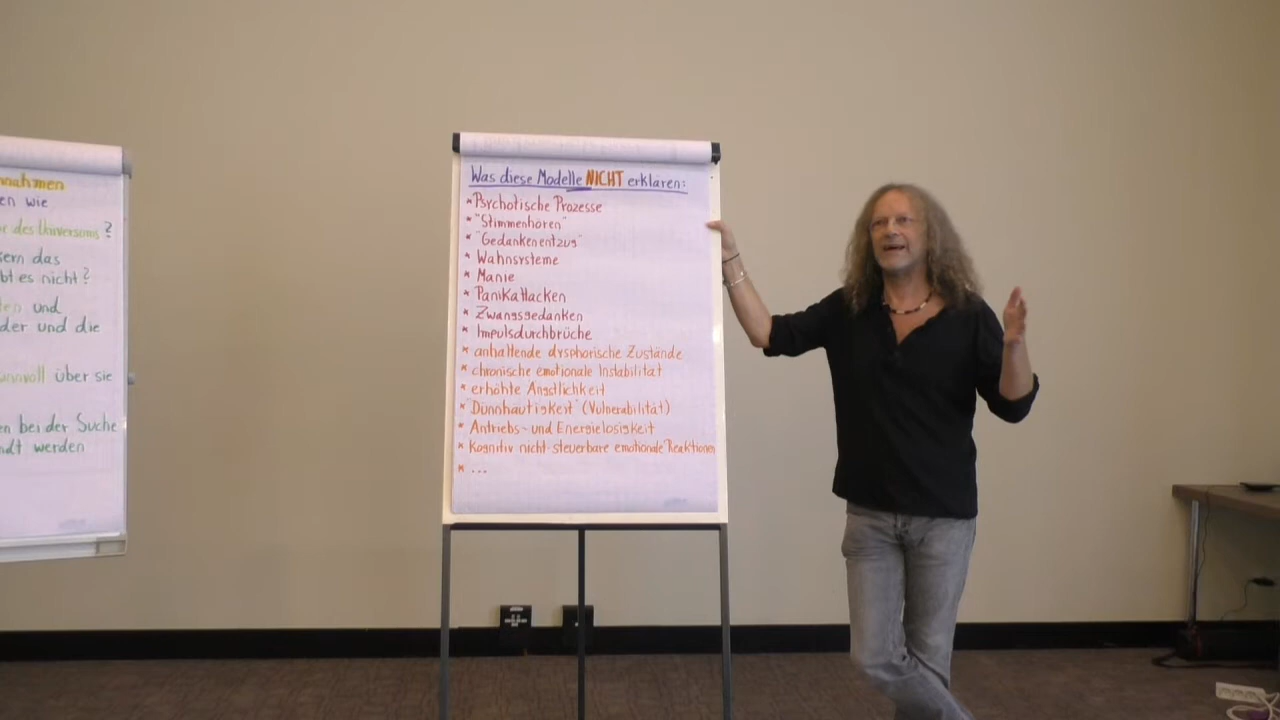 nahmen
en wie
des Universums?
ern das
bt es nicht?
en und
der und die
nnvoll über sie
en bei der Suche
ndt werden
Was diese Modelle NICHT erklären:
* Psychotische Prozesse
* "Stimmenhören"
* "Gedankenentzug"
* Wahnsysteme
* Manie
* Panikattacken
* Zwangsgedanken
* Impulsdurchbrüche
* anhaltende dysphorische Zustände
* chronische emotionale Instabilität
* erhöhte Ängstlichkeit
* "Dünnhäutigkeit" (Vulnerabilität)
* Antriebs- und Energielosigkeit
* Kognitiv nicht steuerbare emotionale Reaktionen
* ...